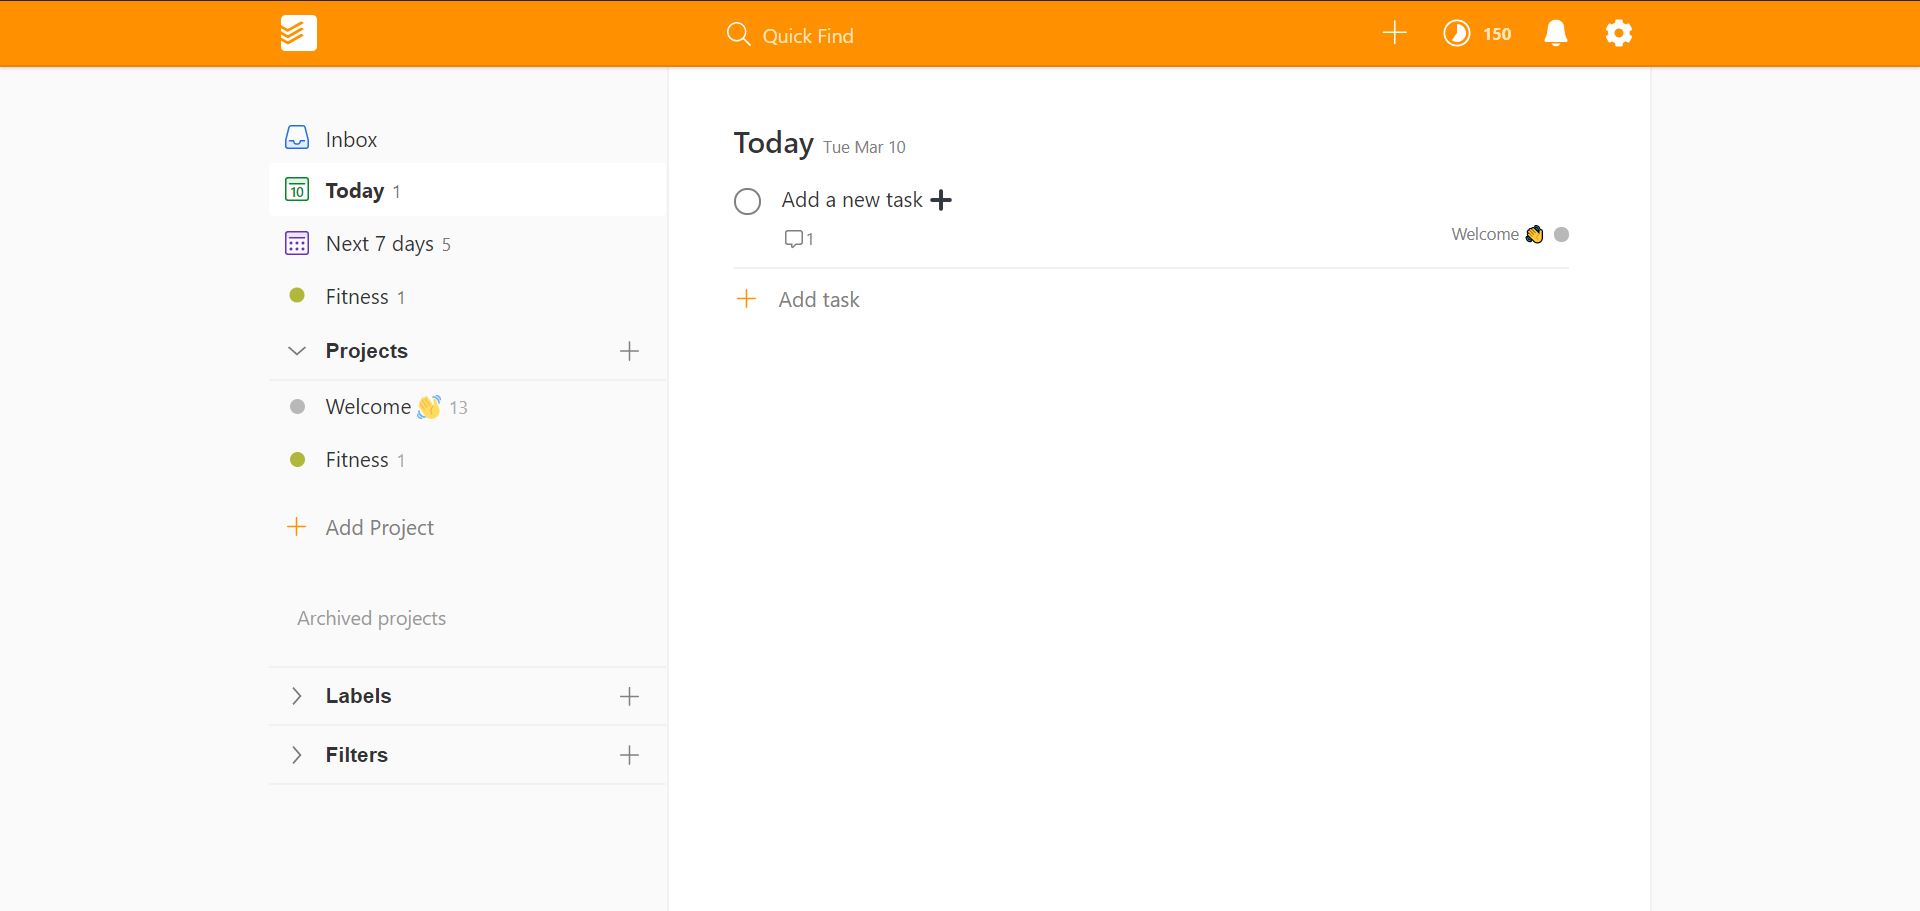 Quick Find
150
Inbox
10 Today 1
Next 7 days 5
Fitness 1
Projects
Welcome 👋 13
Fitness 1
Add Project
Archived projects
Labels
Filters
Today Tue Mar 10
Add a new task ➕
1
Welcome 👋
Add task